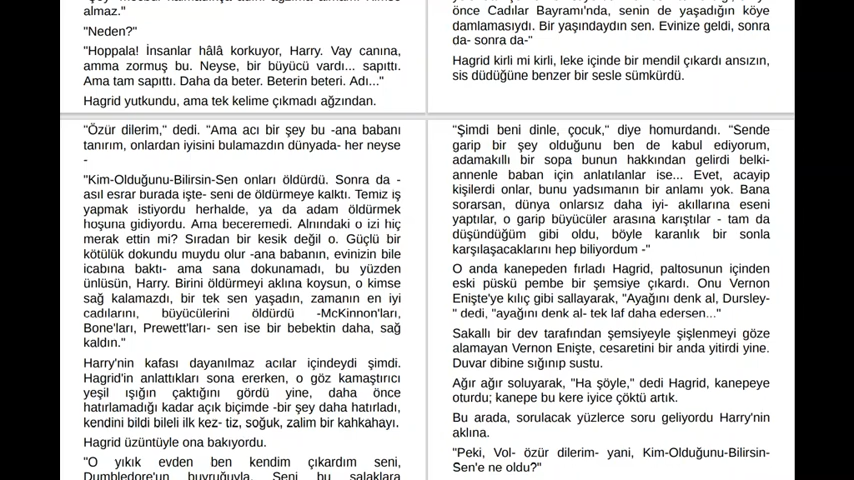 almaz."
"Neden?"
"Hoppala! İnsanlar hâlâ korkuyor, Harry. Vay canına,
amma zormuş bu. Neyse, bir büyücü vardı... sapıttı.
Ama tam sapıttı. Daha da beter. Beterin beteri. Adı..."
Hagrid yutkundu, ama tek kelime çıkmadı ağzından.
"Özür dilerim," dedi. "Ama acı bir şey bu -ana babanı
tanırım, onlardan iyisini bulamazdın dünyada- her neyse
-
"Kim-Olduğunu-Bilirsin-Sen onları öldürdü. Sonra da -
asıl esrar burada işte- seni de öldürmeye kalktı. Temiz iş
yapmak istiyordu herhalde, ya da adam öldürmek
hoşuna gidiyordu. Ama beceremedi. Alnındaki o izi hiç
merak ettin mi? Sıradan bir kesik değil o. Güçlü bir
kötülük dokundu muydu olur -ana babanın, evinizin bile
icabına baktı- ama sana dokunamadı, bu yüzden
ünlüsün, Harry. Birini öldürmeyi aklına koysun, o kimse
sağ kalamazdı, bir tek sen yaşadın, zamanın en iyi
cadılarını, büyücülerini öldürdü -McKinnon'ları,
Bone'ları, Prewett'ları- sen ise bir bebektin daha, sağ
kaldın."
Harry'nin kafası dayanılmaz acılar içindeydi şimdi.
Hagrid'in anlattıkları sona ererken, o göz kamaştırıcı
yeşil ışığın çaktığını gördü yine, daha önce
hatırlamadığı kadar açık biçimde -bir şey daha hatırladı,
kendini bildi bileli ilk kez- tiz, soğuk, zalim bir kahkahayı.
Hagrid üzüntüyle ona bakıyordu.
"O yıkık evden ben kendim çıkardım seni,
Dumbledore'un buyruğuyla. Seni bu salaklara
önce Cadılar Bayramı'nda, senin de yaşadığın köye
damlamasıydı. Bir yaşındaydın sen. Evinize geldi, sonra
da- sonra da-"
Hagrid kirli mi kirli, leke içinde bir mendil çıkardı ansızın,
sis düdüğüne benzer bir sesle sümkürdü.
"Şimdi beni dinle, çocuk," diye homurdandı. "Sende
garip bir şey olduğunu ben de kabul ediyorum,
adamakıllı bir sopa bunun hakkından gelirdi belki-
annenle baban için anlatılanlar ise... Evet, acayip
kişilerdi onlar, bunu yadsımanın bir anlamı yok. Bana
sorarsan, dünya onlarsız daha iyi- akıllarına eseni
yaptılar, o garip büyücüler arasına karıştılar - tam da
düşündüğüm gibi oldu, böyle karanlık bir sonla
karşılaşacaklarını hep biliyordum -"
O anda kanepeden fırladı Hagrid, paltosunun içinden
eski püskü pembe bir şemsiye çıkardı. Onu Vernon
Enişte'ye kılıç gibi sallayarak, "Ayağını denk al, Dursley-
" dedi, "ayağını denk al- tek laf daha edersen..."
Sakallı bir dev tarafından şemsiyeyle şişlenmeyi göze
alamayan Vernon Enişte, cesaretini bir anda yitirdi yine.
Duvar dibine sığınıp sustu.
Ağır ağır soluyarak, "Ha şöyle," dedi Hagrid, kanepeye
oturdu; kanepe bu kere iyice çöktü artık.
Bu arada, sorulacak yüzlerce soru geliyordu Harry'nin
aklına.
"Peki, Vol- özür dilerim- yani, Kim-Olduğunu-Bilirsin-
Sen'e ne oldu?"